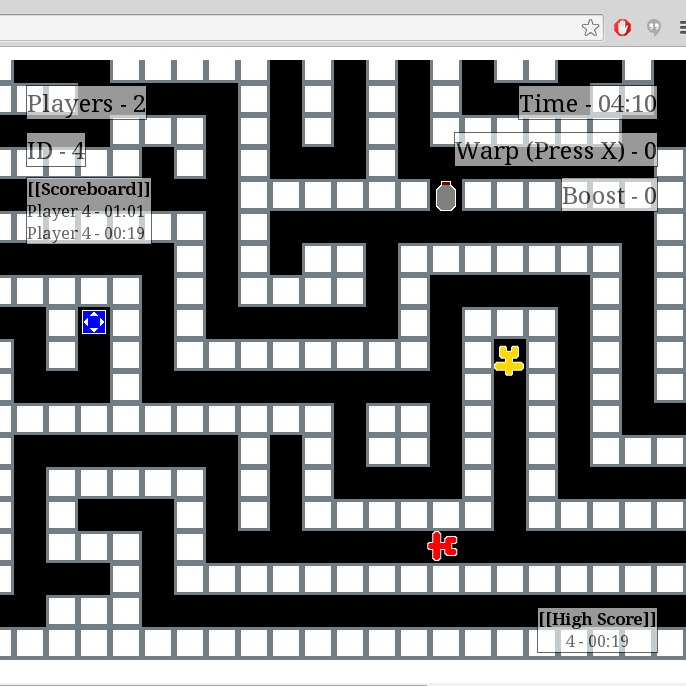 Players - 2
Time - 04:10
ID - 4
Warp (Press X) - 0
[[Scoreboard]]
Boost - 0
Player 4 - 01:01
Player 4 - 00:19
[[High Score]]
4 - 00:19